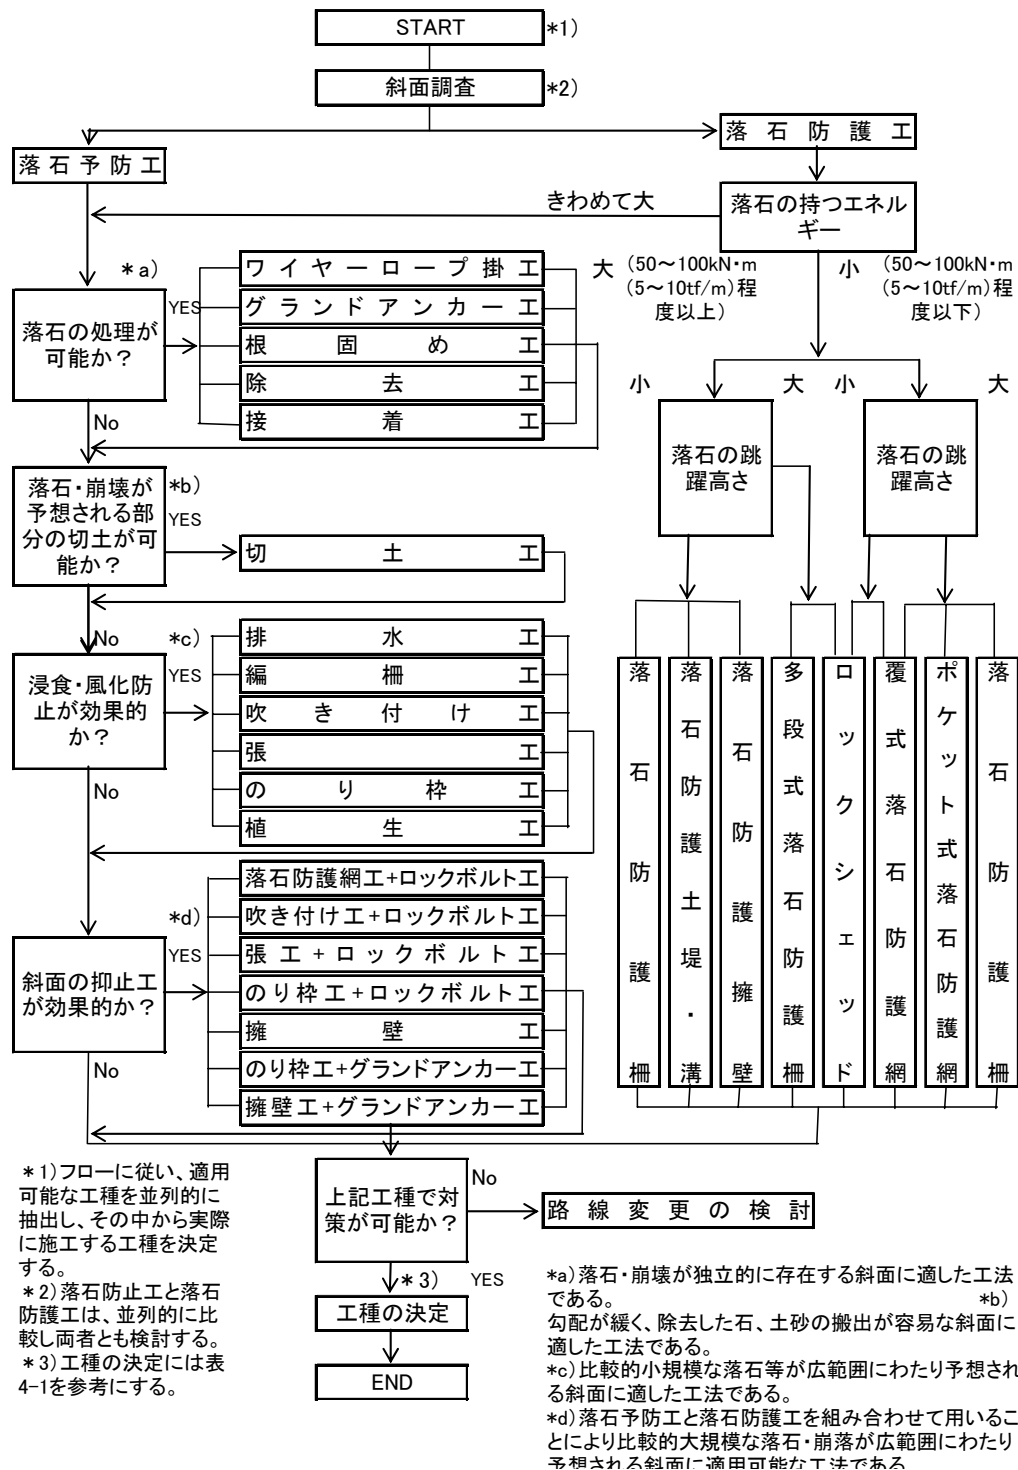 START
*1)
斜面調査
*2)
落石防護工
落石予防工
きわめて大
落石の持つエネル
ギー
*a)
ワイヤーロープ掛工
グランドアンカー工
根固め工
除去工
接着工
YES
落石の処理が
可能か？
No
大
(50～100kN・m
(5～10tf/m)程
度以上)
小
(50～100kN・m
(5～10tf/m)程
度以下)
小
大
小
大
落石の跳
躍高さ
落石の跳
躍高さ
落石・崩壊が
予想される部
分の切土が可
能か？
*b)
YES
切土工
No
*c)
YES
浸食・風化防
止が効果的
か？
排水工
編柵工
吹き付け工
張工
のり枠工
植生工
No
落石防護柵
落石防護土堤・溝
落石防護擁壁
多段式落石防護柵
ロックシェッド
覆式落石防護網
ポケット式落石防護網
落石防護柵
*d)
YES
斜面の抑止工
が効果的か？
落石防護網工+ロックボルト工
吹き付け工+ロックボルト工
張工+ロックボルト工
のり枠工+ロックボルト工
擁壁工
のり枠工+グランドアンカー工
擁壁工+グランドアンカー工
No
上記工種で対
策が可能か？
No
路線変更の検討
*3)
YES
工種の決定
END
*1)フローに従い、適用
可能な工種を並列的に
抽出し、その中から実際
に施工する工種を決定
する。
*2)落石防止工と落石
防護工は、並列的に比
較し両者とも検討する。
*3)工種の決定には表
4-1を参考にする。
*a)落石・崩壊が独立的に存在する斜面に適した工法
である。 *b)
勾配が緩く、除去した石、土砂の搬出が容易な斜面に
適した工法である。
*c)比較的小規模な落石等が広範囲にわたり予想され
る斜面に適した工法である。
*d)落石予防工と落石防護工を組み合わせて用いるこ
とにより比較的大規模な落石・崩落が広範囲にわたり
予想される斜面に適用可能な工法である